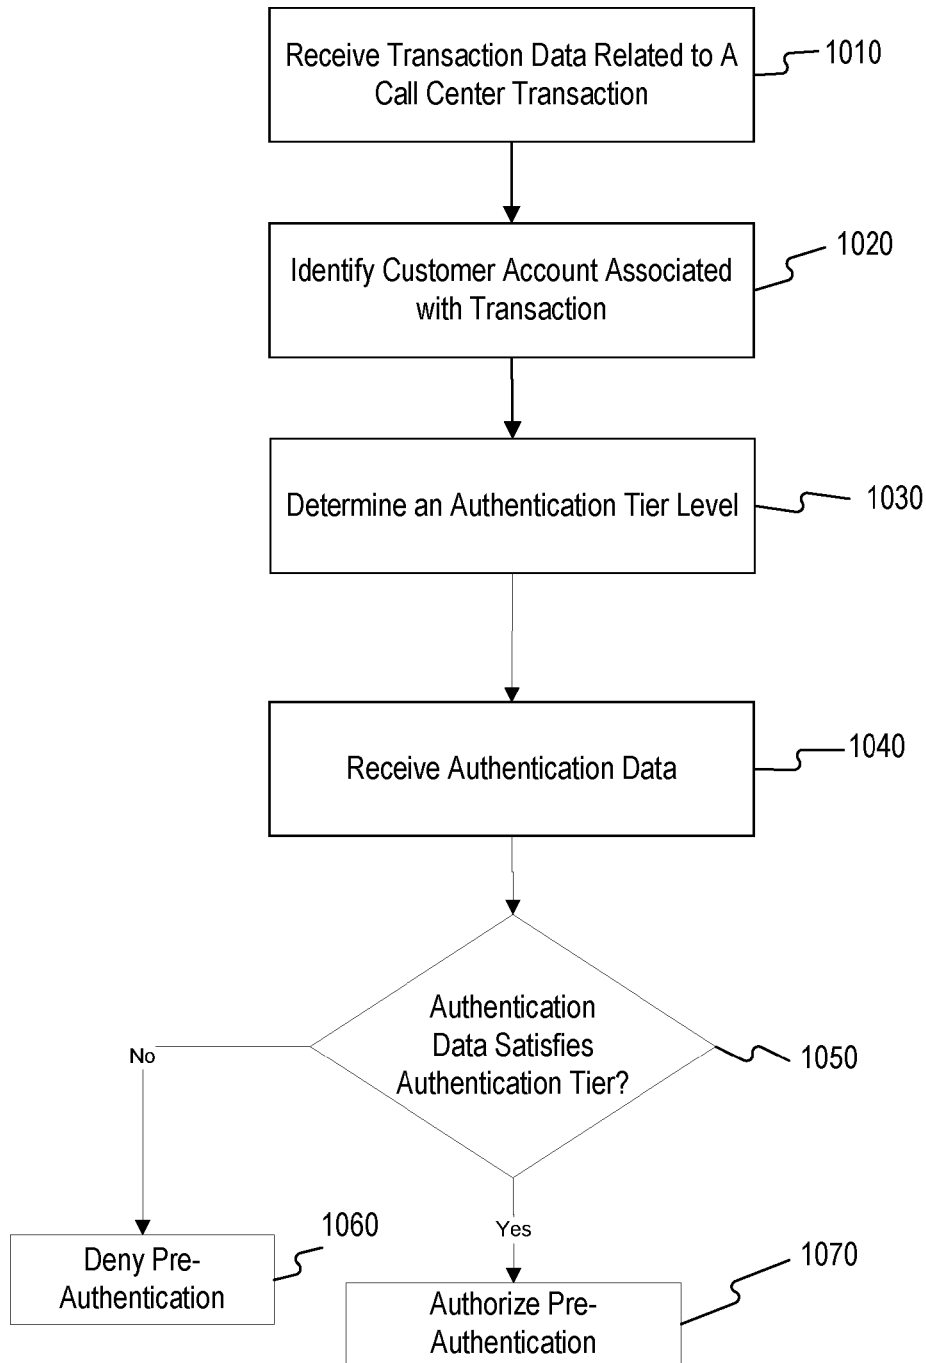 Receive Transaction Data Related to A
Call Center Transaction
1010
Identify Customer Account Associated
with Transaction
1020
Determine an Authentication Tier Level
1030
Receive Authentication Data
1040
Authentication
Data Satisfies
Authentication Tier?
1050
No
Yes
Deny Pre-
Authentication
1060
Authorize Pre-
Authentication
1070